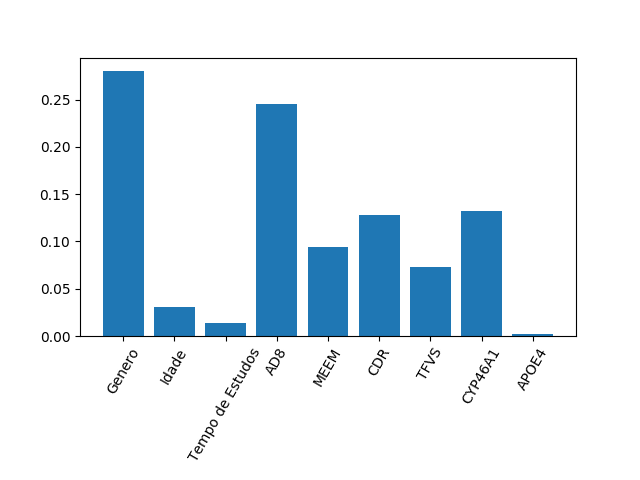 0.25
0.20
0.15
0.10
0.05
0.00
Genero
Idade
Tempo de Estudos
AD8
MEEM
CDR
TFVS
CYP46A1
APOE4